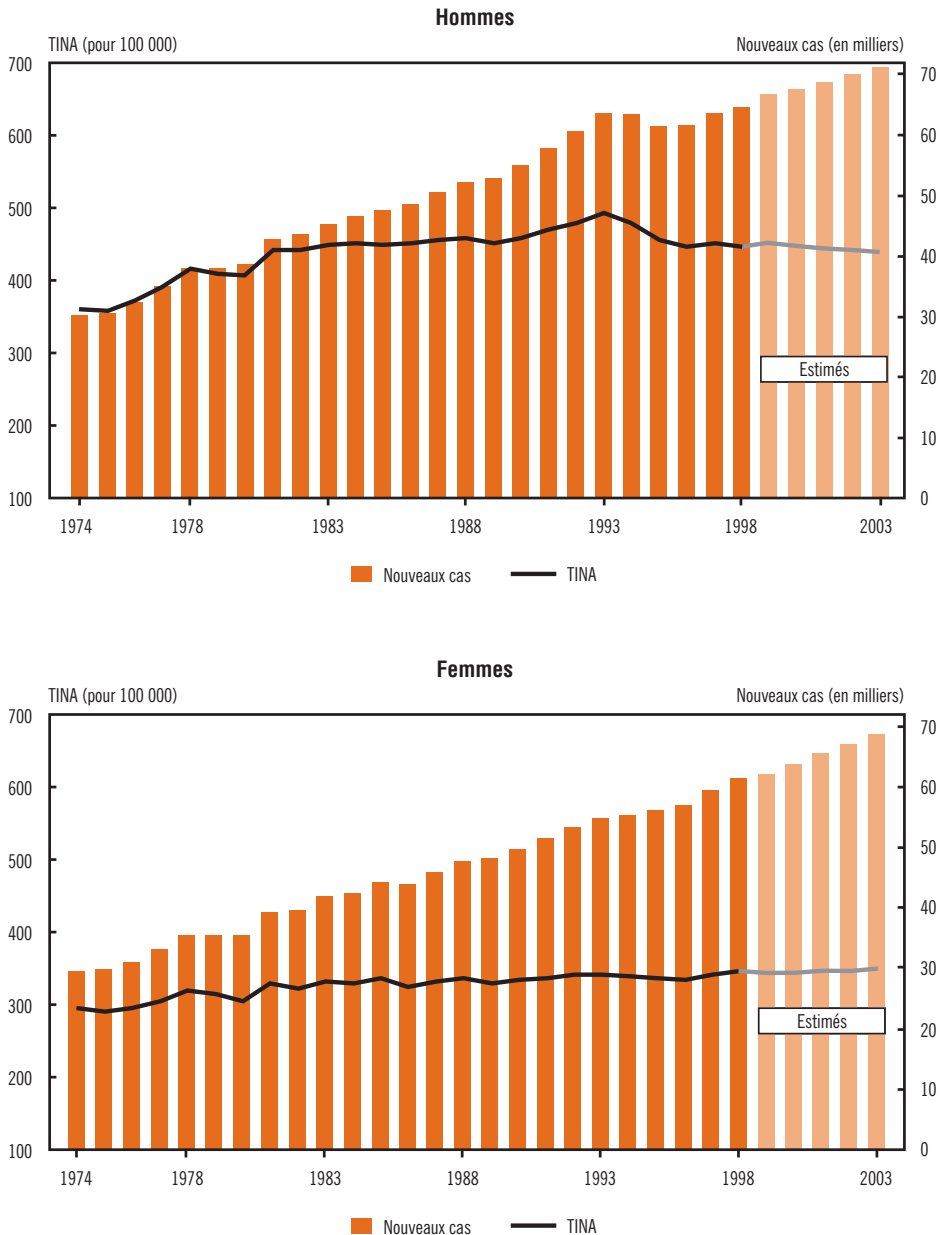 Hommes
TINA (pour 100 000) Nouveaux cas (en milliers)
700 70
600 60
500 50
400 40
300 30
200 20
100 10
0
Estimés
1974 1978 1983 1988 1993 1998 2003
Nouveaux cas TINA
Femmes
TINA (pour 100 000) Nouveaux cas (en milliers)
700 70
600 60
500 50
400 40
300 30
200 20
100 10
0
Estimés
1974 1978 1983 1988 1993 1998 2003
Nouveaux cas TINA